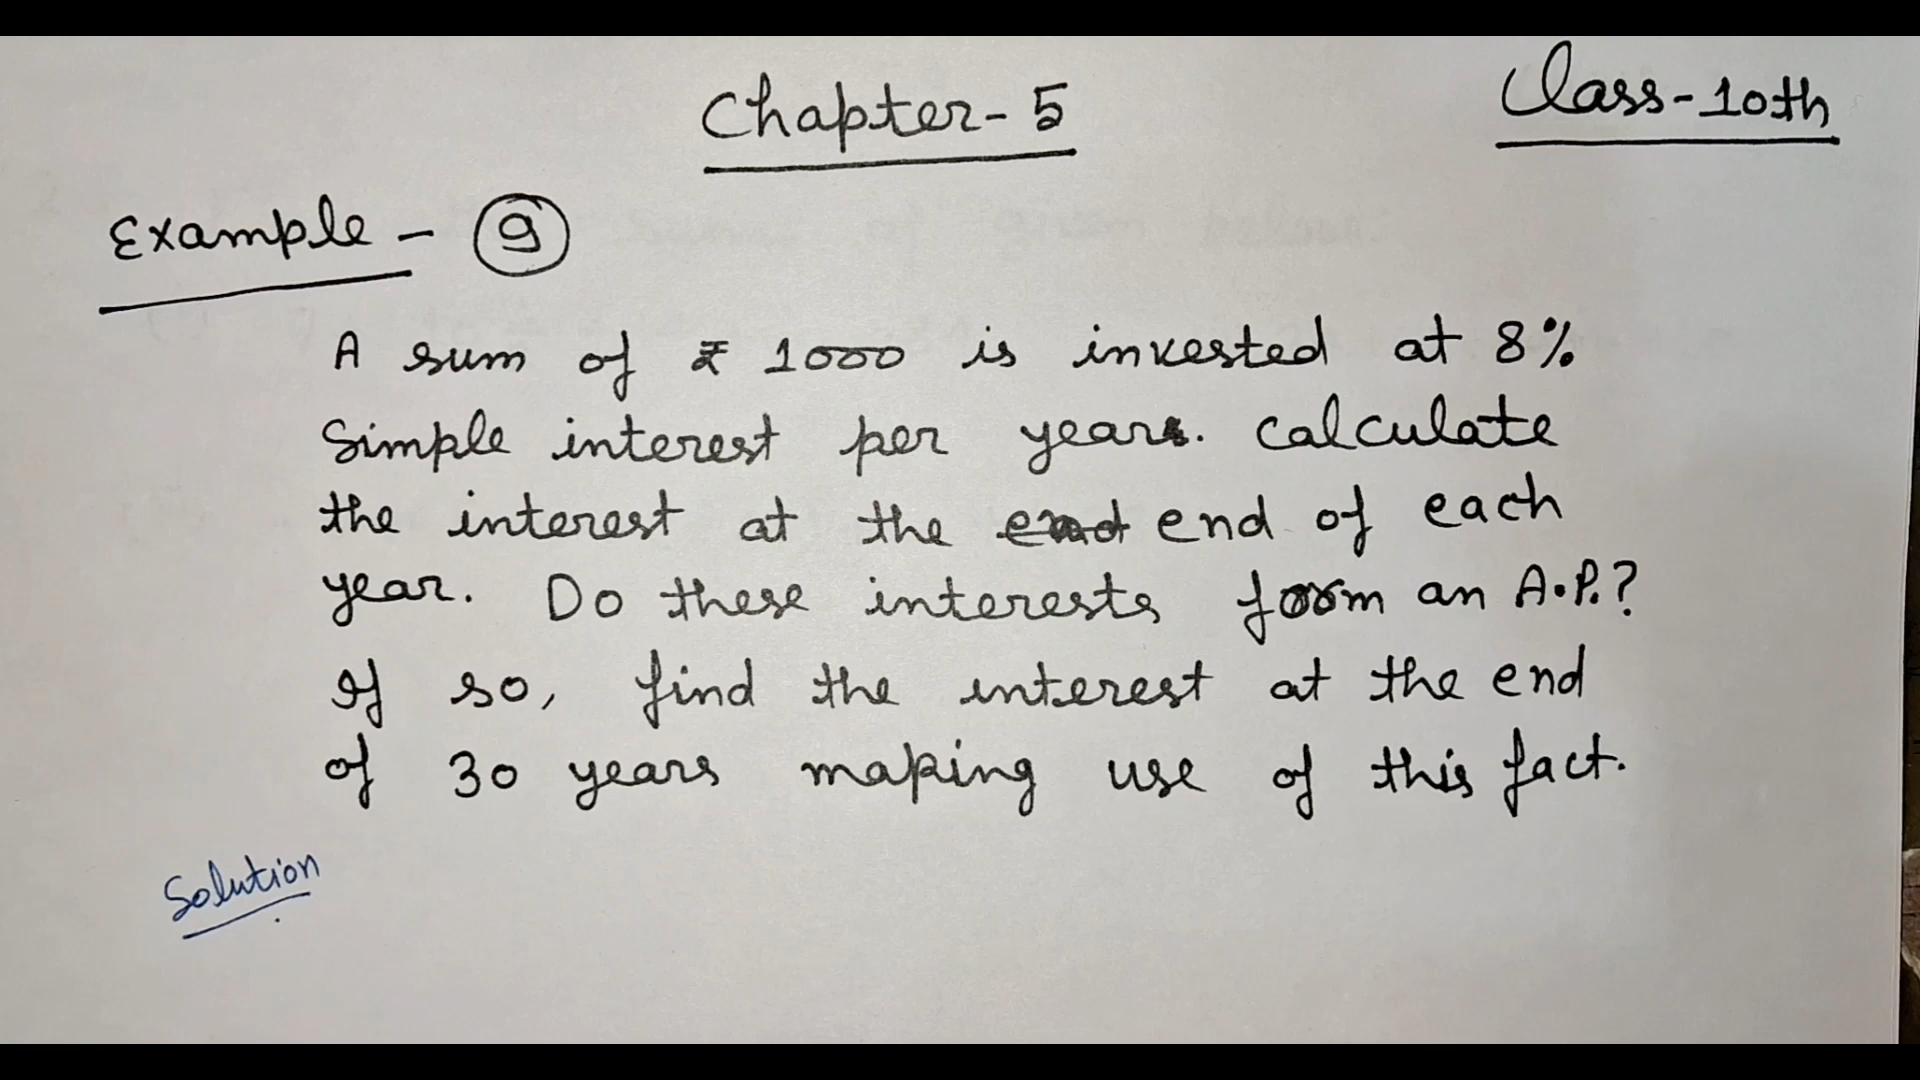 Chapter-5
Class-10th
Example - 9
A sum of ₹ 1000 is invested at 8%
Simple interest per year. Calculate
the interest at the end end of each
year. Do these interests form an A.P.?
If so, find the interest at the end
of 30 years making use of this fact.
Solution